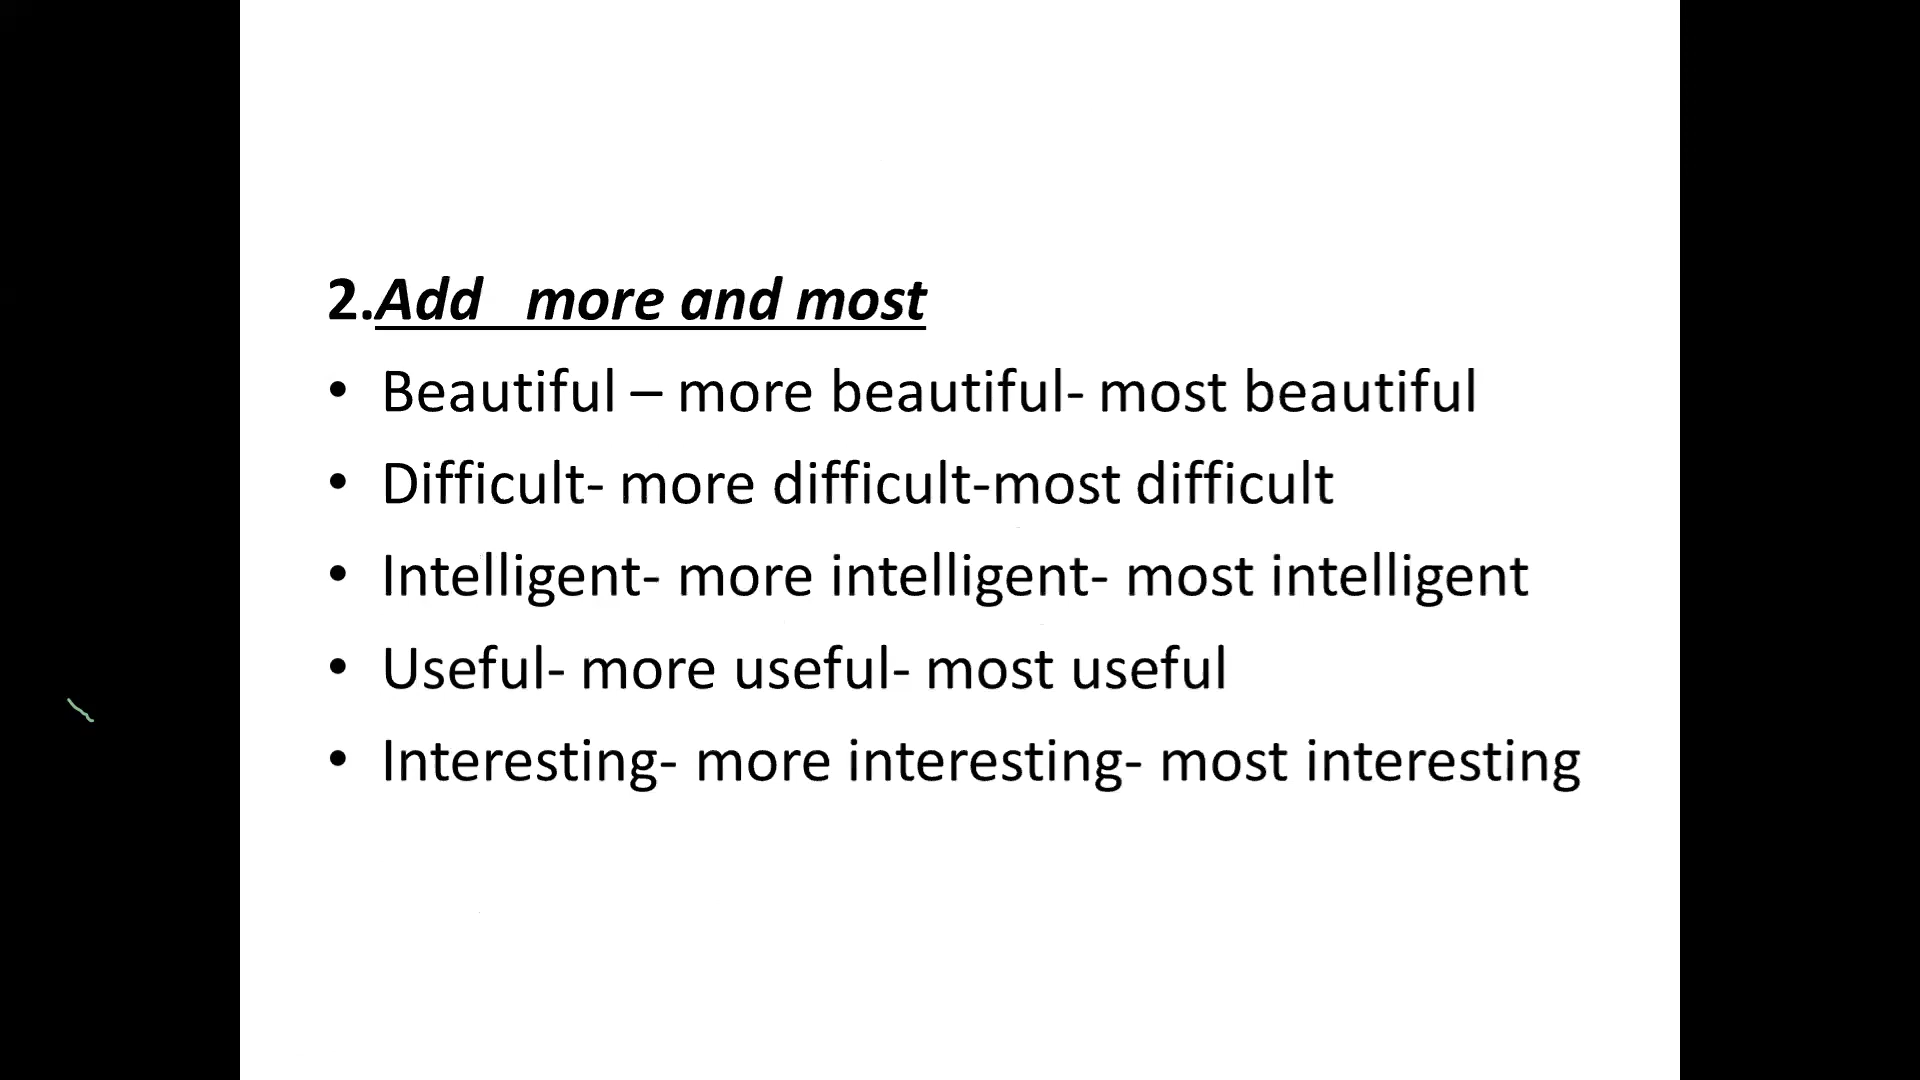 2.Add   more and most
• Beautiful – more beautiful- most beautiful
• Difficult- more difficult-most difficult
• Intelligent- more intelligent- most intelligent
• Useful- more useful- most useful
• Interesting- more interesting- most interesting